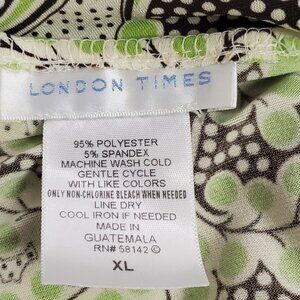 LONDON TIMES
95% POLYESTER
5% SPANDEX
MACHINE WASH COLD
GENTLE CYCLE
WITH LIKE COLORS
ONLY NON-CHLORINE BLEACH WHEN NEEDED
LINE DRY
COOL IRON IF NEEDED
MADE IN
GUATEMALA
RN# 58142 ©
XL